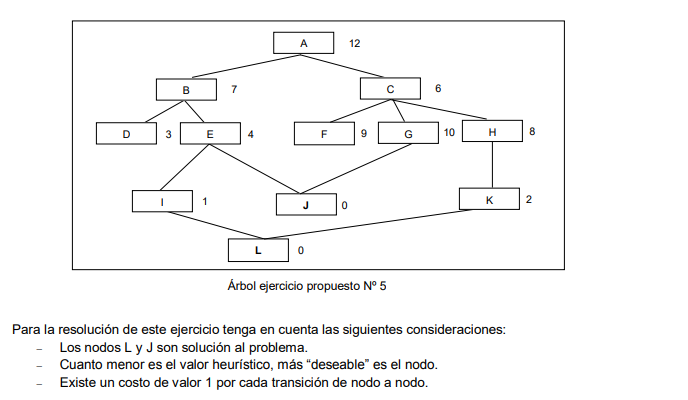 A 12
B 7 C 6
D 3 E 4 F 9 G 10 H 8
I 1 J 0 K 2
L 0
Árbol ejercicio propuesto Nº 5
Para la resolución de este ejercicio tenga en cuenta las siguientes consideraciones:
– Los nodos L y J son solución al problema.
– Cuanto menor es el valor heurístico, más “deseable” es el nodo.
– Existe un costo de valor 1 por cada transición de nodo a nodo.